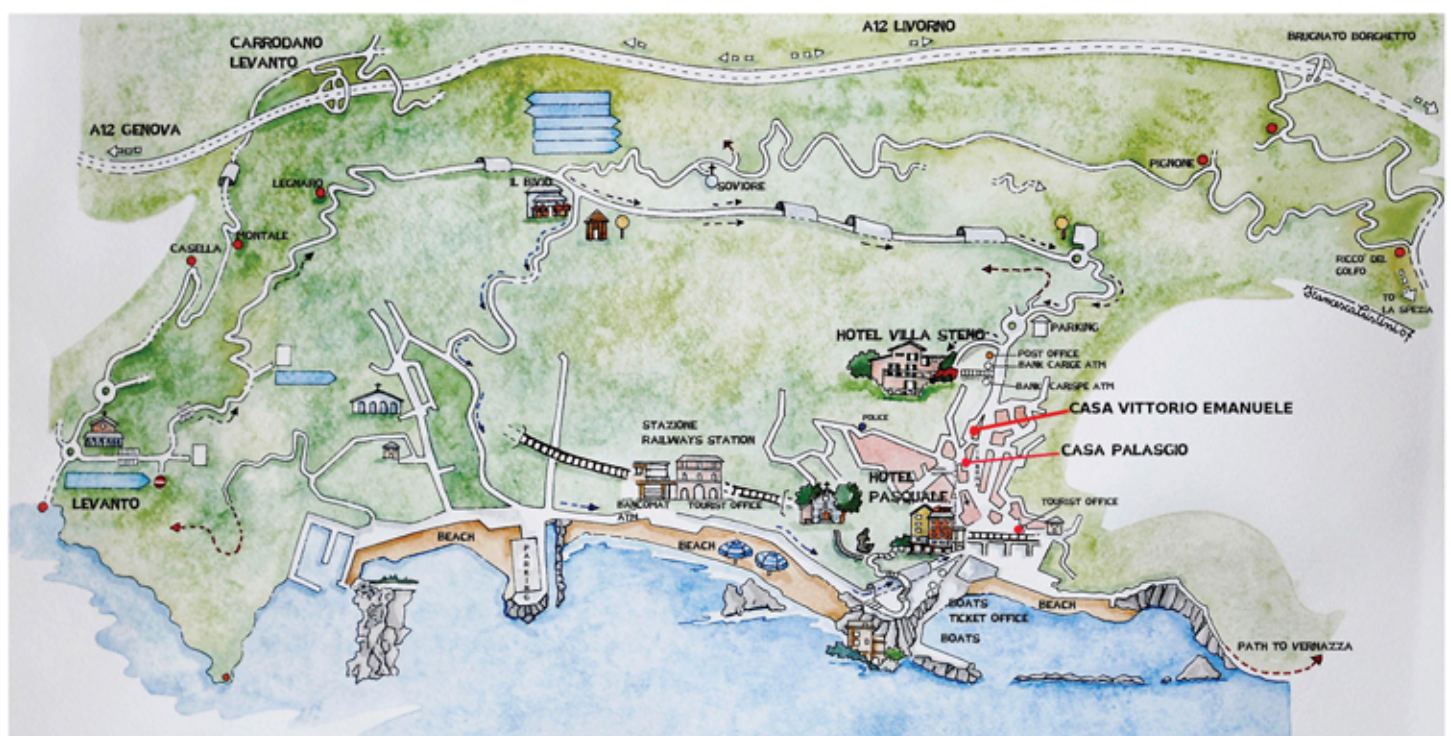 A12 LIVORNO
CARRODANO
LEVANTO
BRUGNATO BORGHETTO
A12 GENOVA
PIGNONE
LEGNARO
IL BIVIO
SOVIORE
MONTALE
CASELLA
RICCO' DEL
GOLFO
TO
LA SPEZIA
PARKING
HOTEL VILLA STENO
POST OFFICE
BANK CARIGE ATM
BANK CARISPE ATM
CASA VITTORIO EMANUELE
POLICE
STAZIONE
RAILWAYS STATION
CASA PALASGIO
HOTEL
PASQUALE
LEVANTO
BANCOMAT
ATM
TOURIST OFFICE
TOURIST OFFICE
BEACH
PARKING
BEACH
BOATS
TICKET OFFICE
BEACH
BOATS
PATH TO VERNAZZA